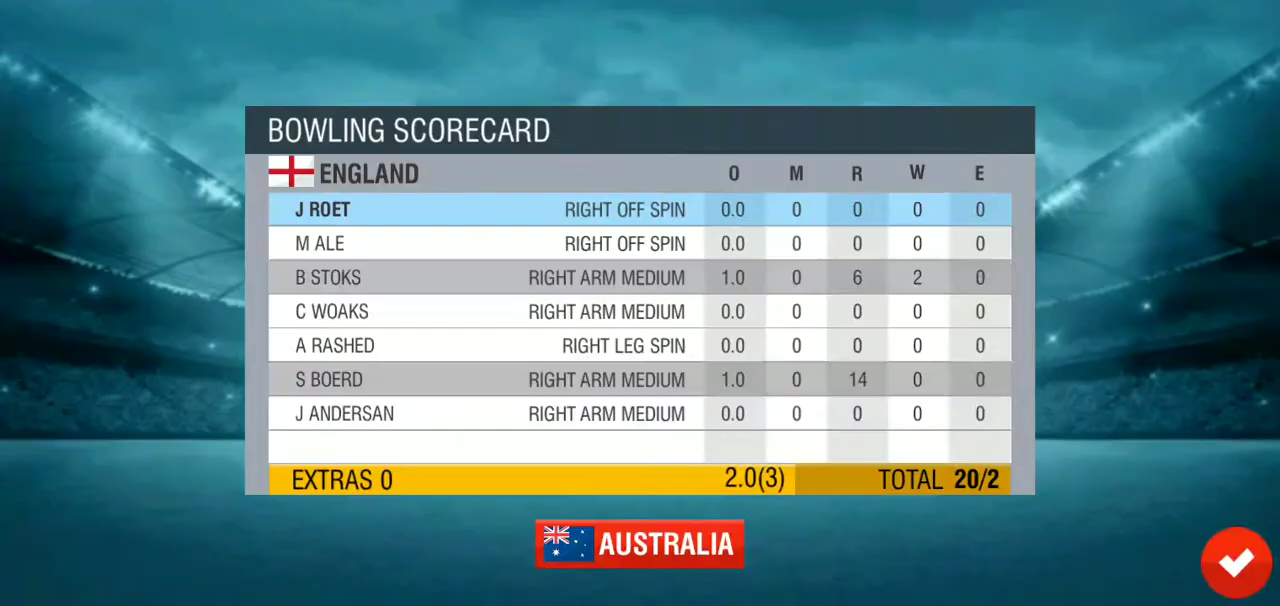 BOWLING SCORECARD
ENGLAND O M R W E
J ROET RIGHT OFF SPIN 0.0 0 0 0 0
M ALE RIGHT OFF SPIN 0.0 0 0 0 0
B STOKS RIGHT ARM MEDIUM 1.0 0 6 2 0
C WOAKS RIGHT ARM MEDIUM 0.0 0 0 0 0
A RASHED RIGHT LEG SPIN 0.0 0 0 0 0
S BOERD RIGHT ARM MEDIUM 1.0 0 14 0 0
J ANDERSAN RIGHT ARM MEDIUM 0.0 0 0 0 0
EXTRAS 0 2.0(3) TOTAL 20/2
AUSTRALIA